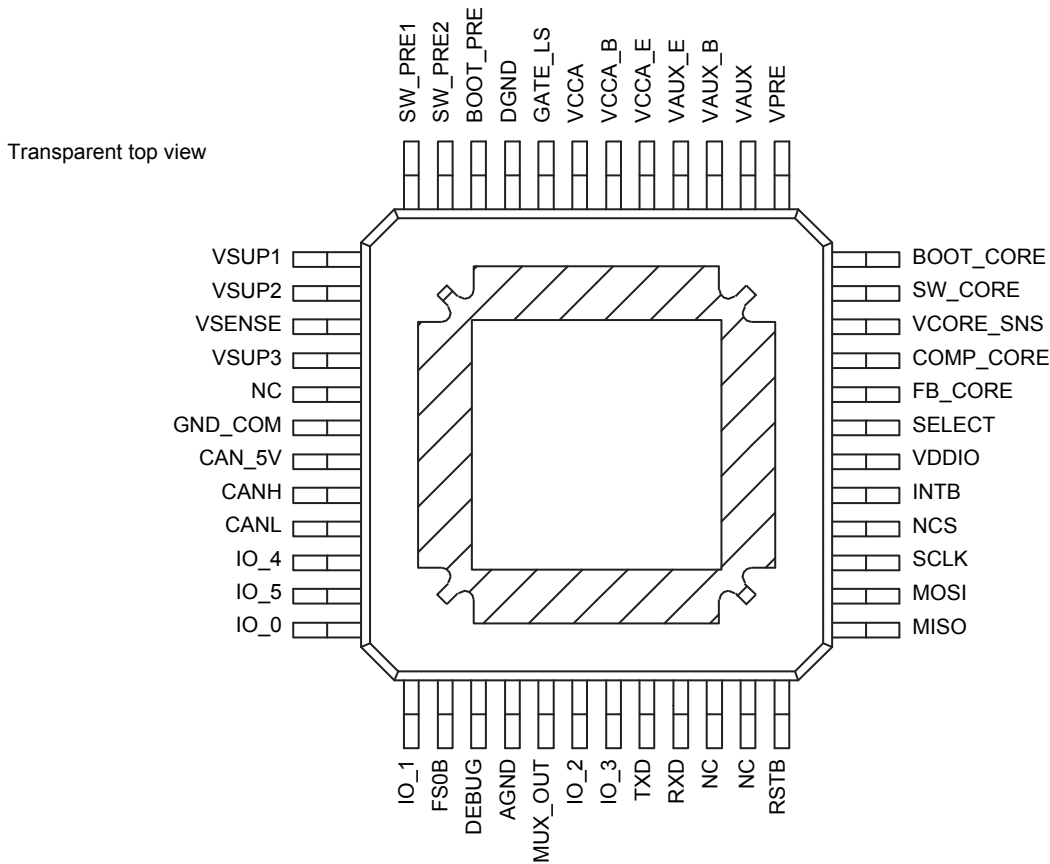 SW_PRE1
SW_PRE2
BOOT_PRE
DGND
GATE_LS
VCCA
VCCA_B
VCCA_E
VAUX_E
VAUX_B
VAUX
VPRE
Transparent top view
VSUP1
VSUP2
VSENSE
VSUP3
NC
GND_COM
CAN_5V
CANH
CANL
IO_4
IO_5
IO_0
BOOT_CORE
SW_CORE
VCORE_SNS
COMP_CORE
FB_CORE
SELECT
VDDIO
INTB
NCS
SCLK
MOSI
MISO
IO_1
FS0B
DEBUG
AGND
MUX_OUT
IO_2
IO_3
TXD
RXD
NC
NC
RSTB